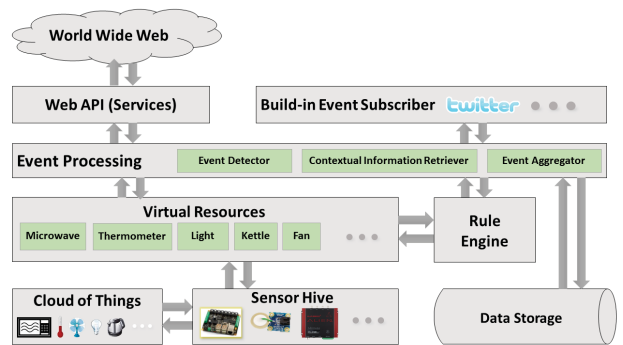 World Wide Web
Web API (Services)
Build-in Event Subscriber twitter
Event Processing Event Detector Contextual Information Retriever Event Aggregator
Virtual Resources
Microwave Thermometer Light Kettle Fan
Rule
Engine
Cloud of Things
Sensor Hive
Data Storage